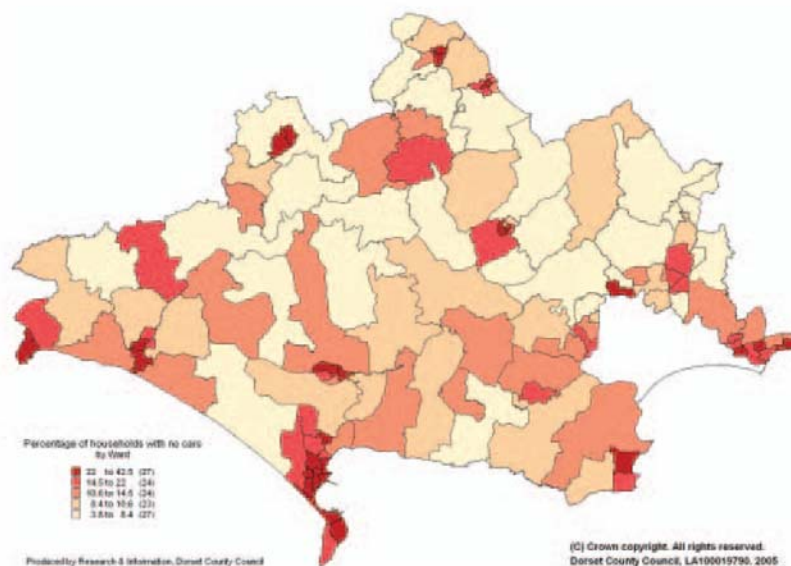 Percentage of households with no cars
by Ward
22 to 42.5 (27)
14.5 to 22 (24)
10.6 to 14.5 (24)
8.4 to 10.6 (23)
3.8 to 8.4 (27)
Produced by Research & Information, Dorset County Council
(C) Crown copyright. All rights reserved.
Dorset County Council, LA100019790, 2005